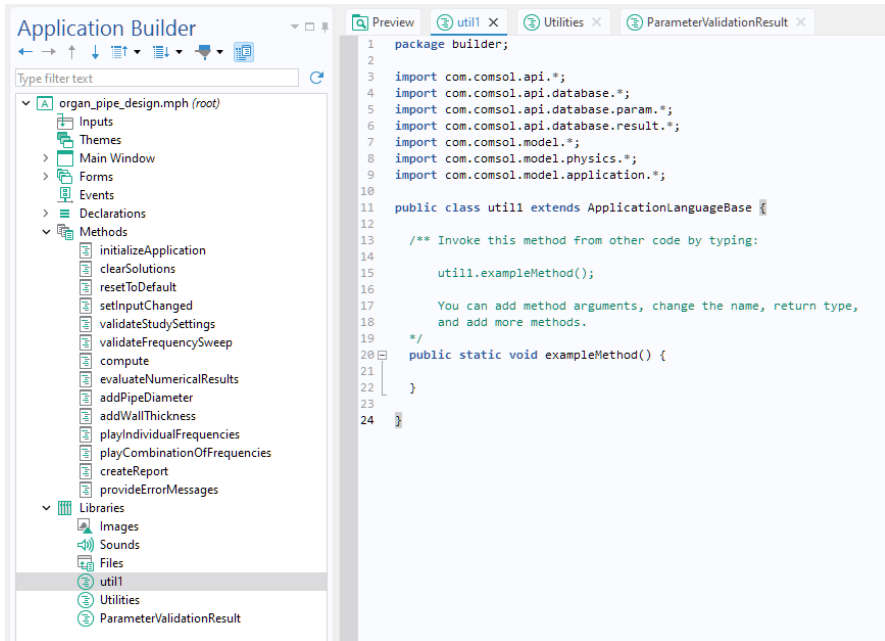 Application Builder
Type filter text
organ_pipe_design.mph (root)
Inputs
Themes
Main Window
Forms
Events
Declarations
Methods
initializeApplication
clearSolutions
resetToDefault
setInputChanged
validateStudySettings
validateFrequencySweep
compute
evaluateNumericalResults
addPipeDiameter
addWallThickness
playIndividualFrequencies
playCombinationOfFrequencies
createReport
provideErrorMessages
Libraries
Images
Sounds
Files
util1
Utilities
ParameterValidationResult
Preview util1 Utilities ParameterValidationResult
1 package builder;
2
3 import com.comsol.api.*;
4 import com.comsol.api.database.*;
5 import com.comsol.api.database.param.*;
6 import com.comsol.api.database.result.*;
7 import com.comsol.model.*;
8 import com.comsol.model.physics.*;
9 import com.comsol.model.application.*;
10
11 public class util1 extends ApplicationLanguageBase {
12
13 /** Invoke this method from other code by typing:
14
15 util1.exampleMethod();
16
17 You can add method arguments, change the name, return type,
18 and add more methods.
19 */
20 public static void exampleMethod() {
21
22 }
23
24 }